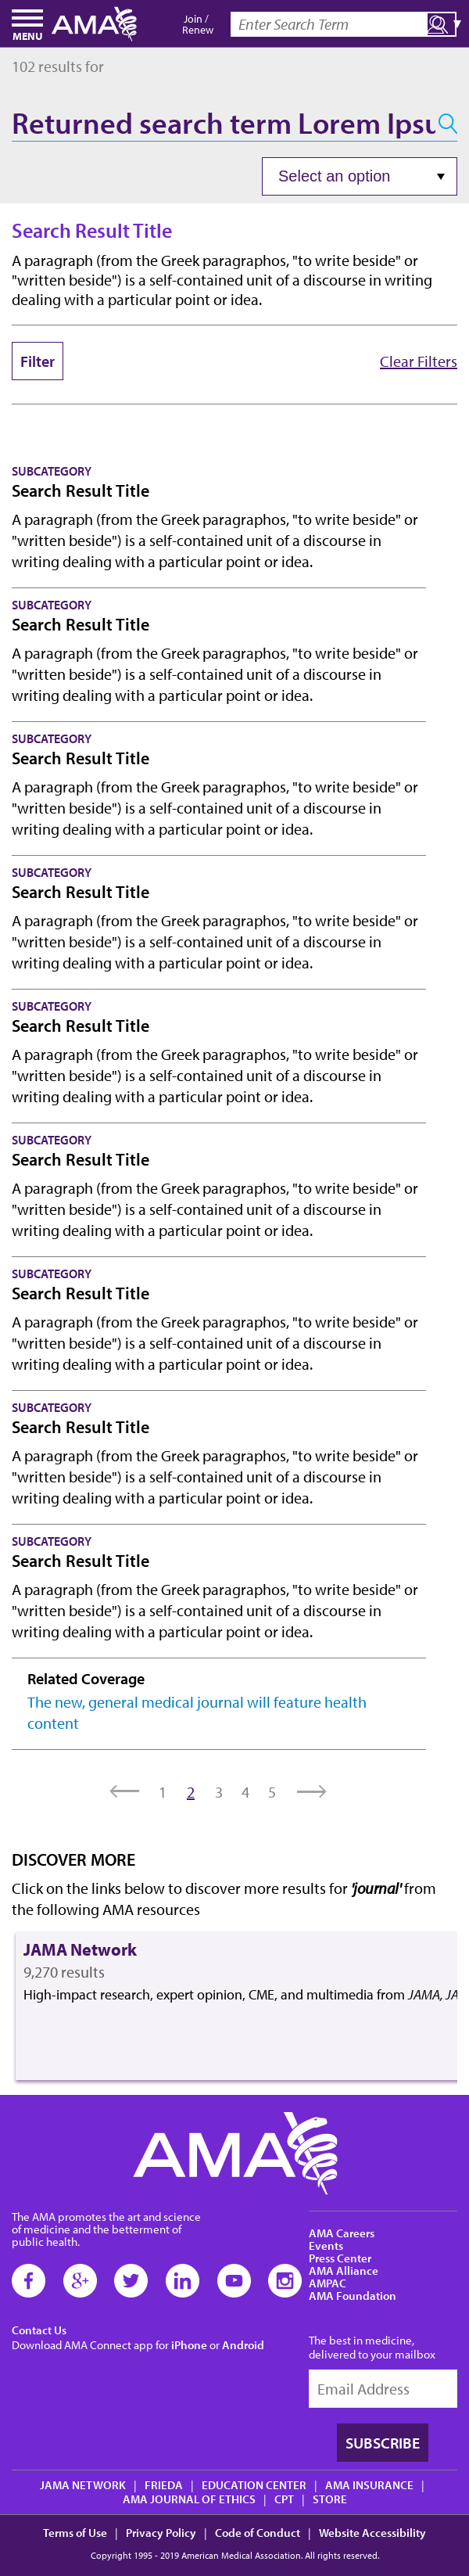 MENU
AMA
Join /
Renew
Enter Search Term
102 results for
Returned search term Lorem Ipsu
Select an option
Search Result Title
A paragraph (from the Greek paragraphos, "to write beside" or
"written beside") is a self-contained unit of a discourse in writing
dealing with a particular point or idea.
Filter
Clear Filters
SUBCATEGORY
Search Result Title
A paragraph (from the Greek paragraphos, "to write beside" or
"written beside") is a self-contained unit of a discourse in
writing dealing with a particular point or idea.
SUBCATEGORY
Search Result Title
A paragraph (from the Greek paragraphos, "to write beside" or
"written beside") is a self-contained unit of a discourse in
writing dealing with a particular point or idea.
SUBCATEGORY
Search Result Title
A paragraph (from the Greek paragraphos, "to write beside" or
"written beside") is a self-contained unit of a discourse in
writing dealing with a particular point or idea.
SUBCATEGORY
Search Result Title
A paragraph (from the Greek paragraphos, "to write beside" or
"written beside") is a self-contained unit of a discourse in
writing dealing with a particular point or idea.
SUBCATEGORY
Search Result Title
A paragraph (from the Greek paragraphos, "to write beside" or
"written beside") is a self-contained unit of a discourse in
writing dealing with a particular point or idea.
SUBCATEGORY
Search Result Title
A paragraph (from the Greek paragraphos, "to write beside" or
"written beside") is a self-contained unit of a discourse in
writing dealing with a particular point or idea.
SUBCATEGORY
Search Result Title
A paragraph (from the Greek paragraphos, "to write beside" or
"written beside") is a self-contained unit of a discourse in
writing dealing with a particular point or idea.
SUBCATEGORY
Search Result Title
A paragraph (from the Greek paragraphos, "to write beside" or
"written beside") is a self-contained unit of a discourse in
writing dealing with a particular point or idea.
SUBCATEGORY
Search Result Title
A paragraph (from the Greek paragraphos, "to write beside" or
"written beside") is a self-contained unit of a discourse in
writing dealing with a particular point or idea.
Related Coverage
The new, general medical journal will feature health
content
1 2 3 4 5
DISCOVER MORE
Click on the links below to discover more results for 'journal' from
the following AMA resources
JAMA Network
9,270 results
High-impact research, expert opinion, CME, and multimedia from JAMA, JA
AMA
The AMA promotes the art and science
of medicine and the betterment of
public health.
Contact Us
Download AMA Connect app for iPhone or Android
AMA Careers
Events
Press Center
AMA Alliance
AMPAC
AMA Foundation
The best in medicine,
delivered to your mailbox
Email Address
SUBSCRIBE
JAMA NETWORK | FRIEDA | EDUCATION CENTER | AMA INSURANCE |
AMA JOURNAL OF ETHICS | CPT | STORE
Terms of Use | Privacy Policy | Code of Conduct | Website Accessibility
Copyright 1995 - 2019 American Medical Association. All rights reserved.